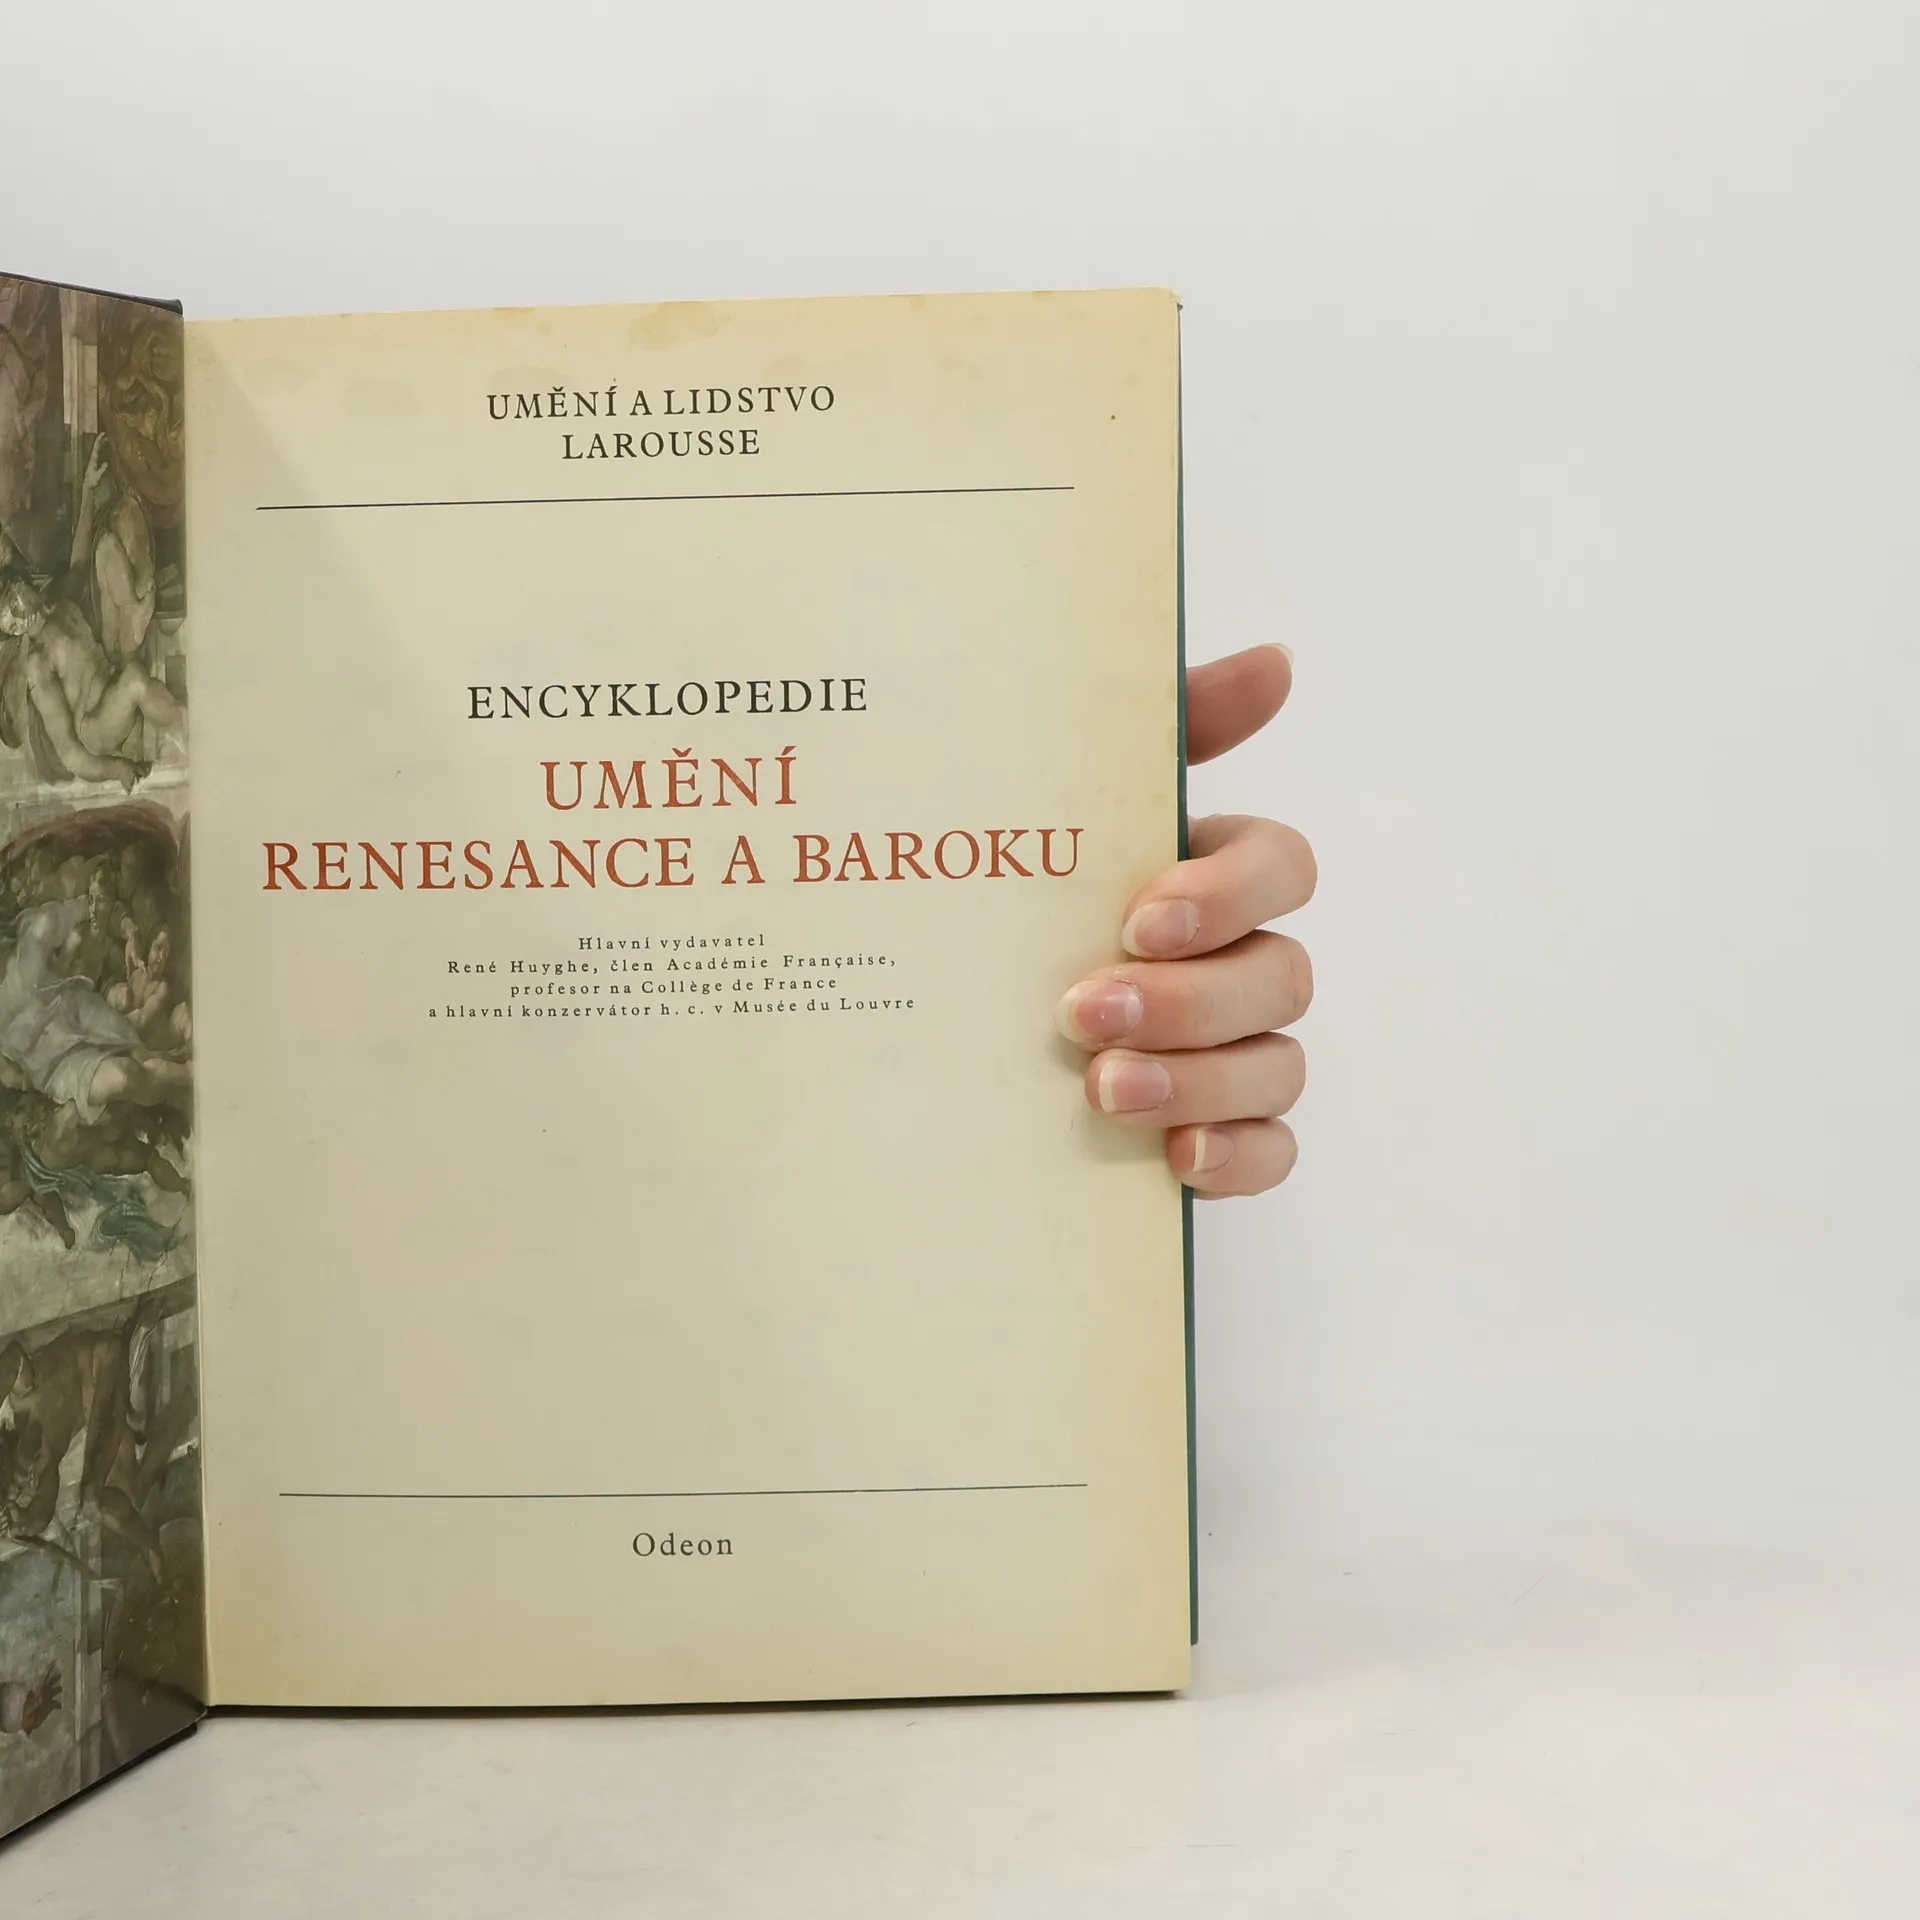 UMĚNÍ A LIDSTVO
LAROUSSE
ENCYKLOPEDIE
UMĚNÍ
RENESANCE A BAROKU
Hlavní vydavatel
René Huyghe, člen Académie Française,
profesor na Collège de France
a hlavní konzervátor h. c. v Musée du Louvre
Odeon